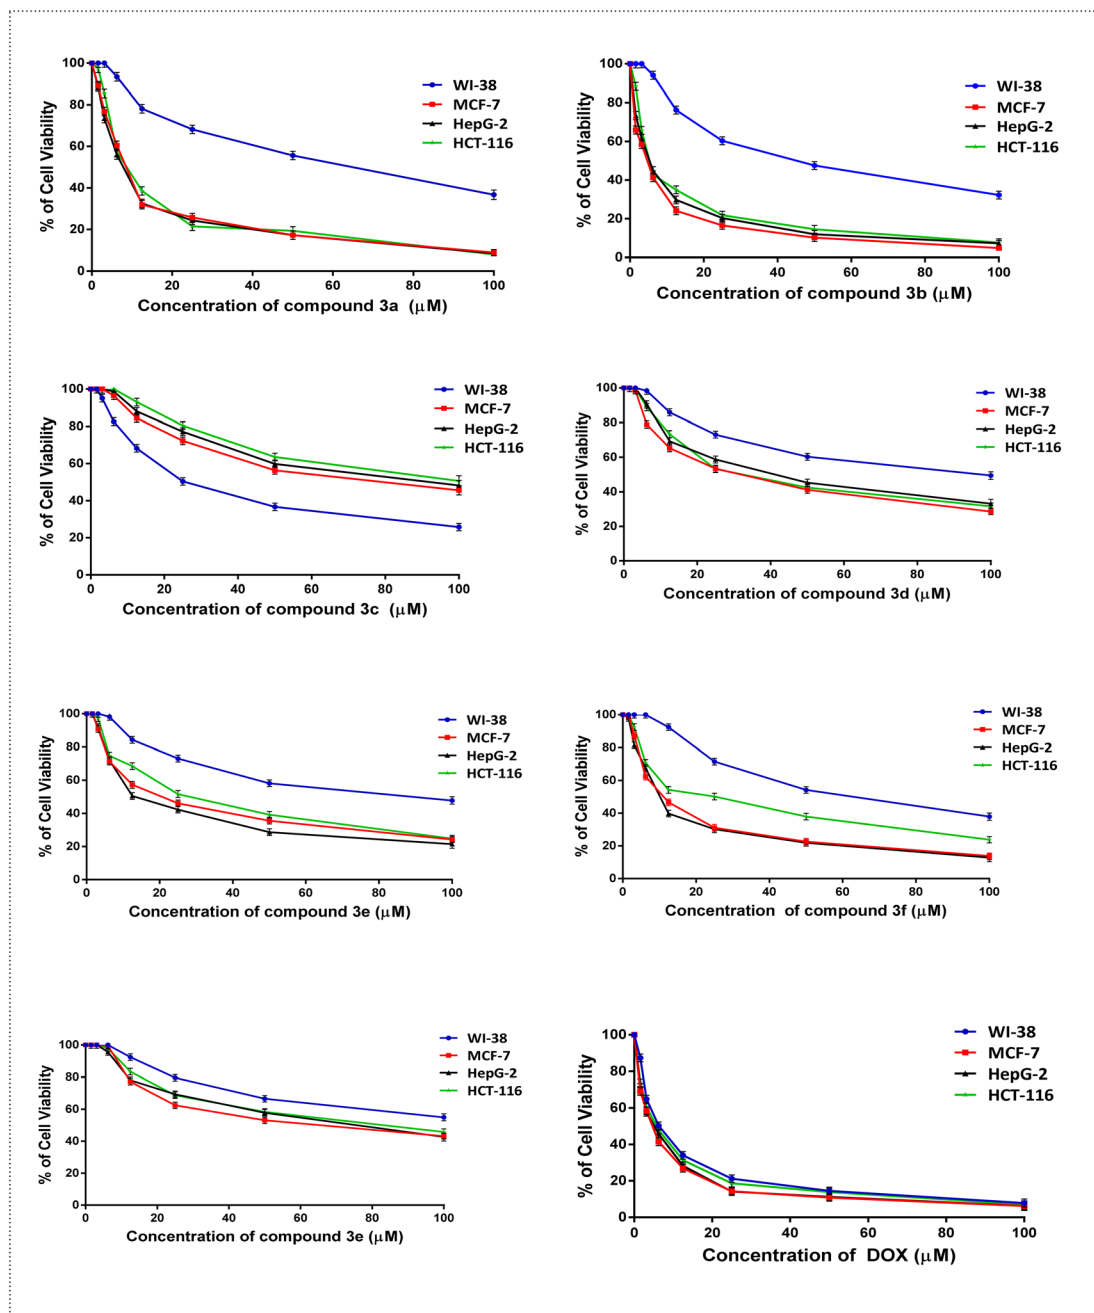 % of Cell Viability
100
80
60
40
20
0
0 20 40 60 80 100
Concentration of compound 3a (μM)
WI-38
MCF-7
HepG-2
HCT-116
% of Cell Viability
100
80
60
40
20
0
0 20 40 60 80 100
Concentration of compound 3b (μM)
WI-38
MCF-7
HepG-2
HCT-116
% of Cell Viability
100
80
60
40
20
0
0 20 40 60 80 100
Concentration of compound 3c (μM)
WI-38
MCF-7
HepG-2
HCT-116
% of Cell Viability
100
80
60
40
20
0
0 20 40 60 80 100
Concentration of compound 3d (μM)
WI-38
MCF-7
HepG-2
HCT-116
% of Cell Viability
100
80
60
40
20
0
0 20 40 60 80 100
Concentration of compound 3e (μM)
WI-38
MCF-7
HepG-2
HCT-116
% of Cell Viability
100
80
60
40
20
0
0 20 40 60 80 100
Concentration of compound 3f (μM)
WI-38
MCF-7
HepG-2
HCT-116
% of Cell Viability
100
80
60
40
20
0
0 20 40 60 80 100
Concentration of compound 3e (μM)
WI-38
MCF-7
HepG-2
HCT-116
% of Cell Viability
100
80
60
40
20
0
0 20 40 60 80 100
Concentration of DOX (μM)
WI-38
MCF-7
HepG-2
HCT-116